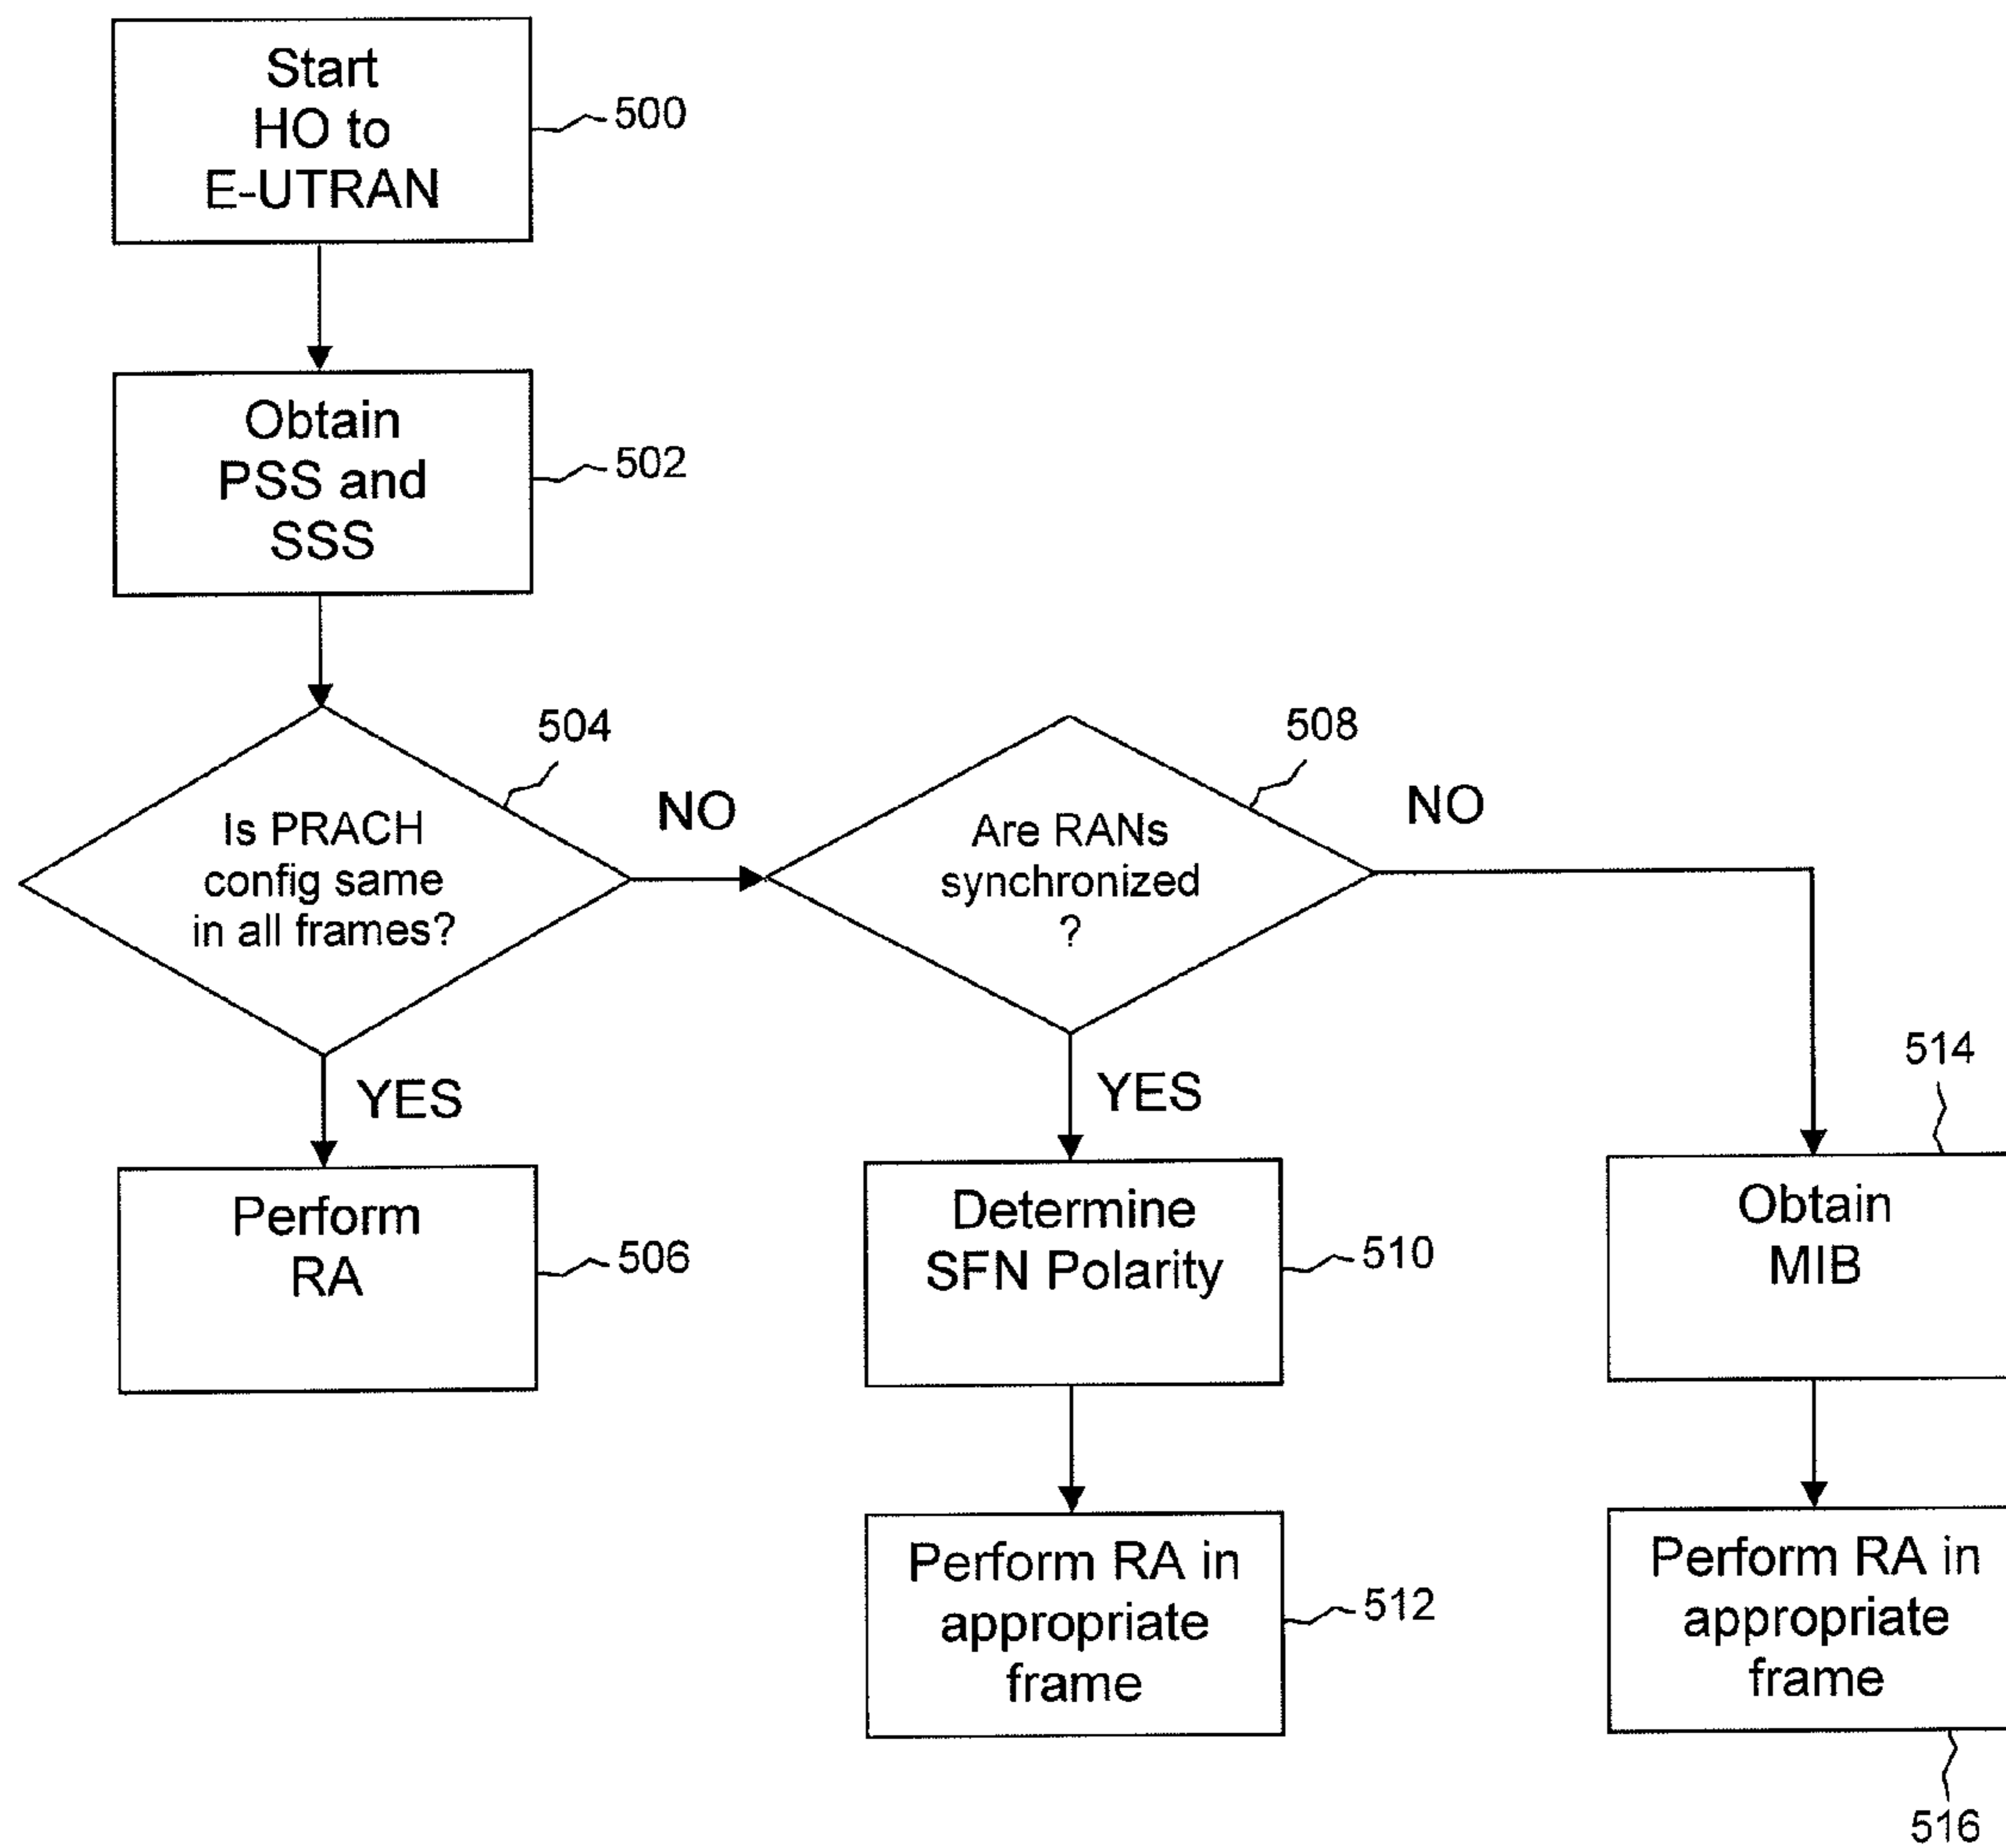 Start
HO to
E-UTRAN
500
Obtain
PSS and
SSS
502
504
Is PRACH
config same
in all frames?
NO
508
Are RANs
synchronized
?
NO
YES
Perform
RA
506
YES
Determine
SFN Polarity
510
514
Obtain
MIB
Perform RA in
appropriate
frame
512
Perform RA in
appropriate
frame
516